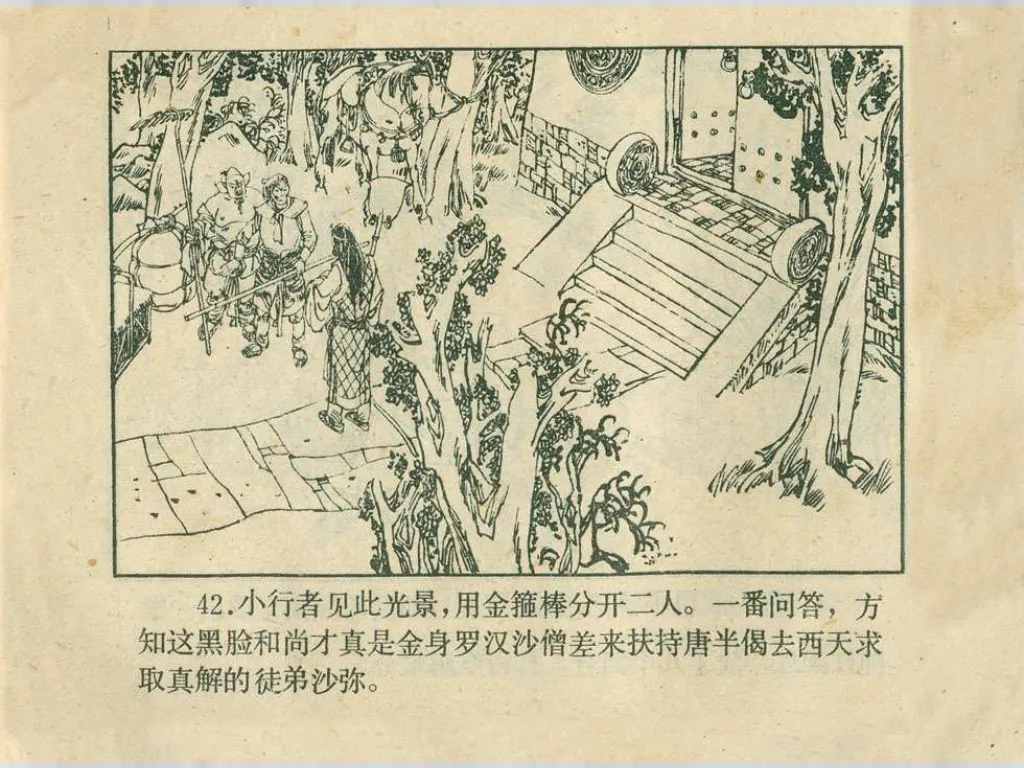 42.小行者见此光景,用金箍棒分开二人。一番问答,方
知这黑脸和尚才真是金身罗汉沙僧差来扶持唐半偈去西天求
取真解的徒弟沙弥。